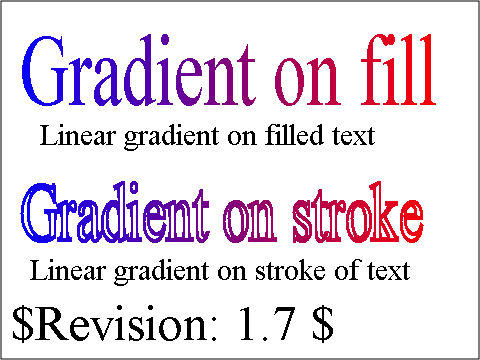 Gradient on fill
Linear gradient on filled text
Gradient on stroke
Linear gradient on stroke of text
$Revision: 1.7 $